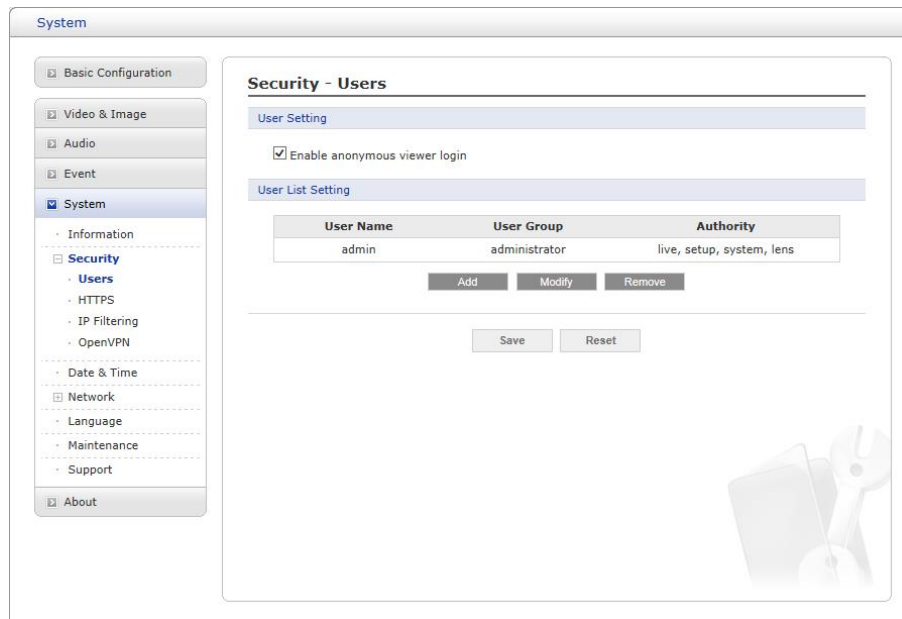 System
Basic Configuration
Video & Image
Audio
Event
System
Information
Security
Users
HTTPS
IP Filtering
OpenVPN
Date & Time
Network
Language
Maintenance
Support
About
Security - Users
User Setting
Enable anonymous viewer login
User List Setting
User Name User Group Authority
admin administrator live, setup, system, lens
Add Modify Remove
Save Reset